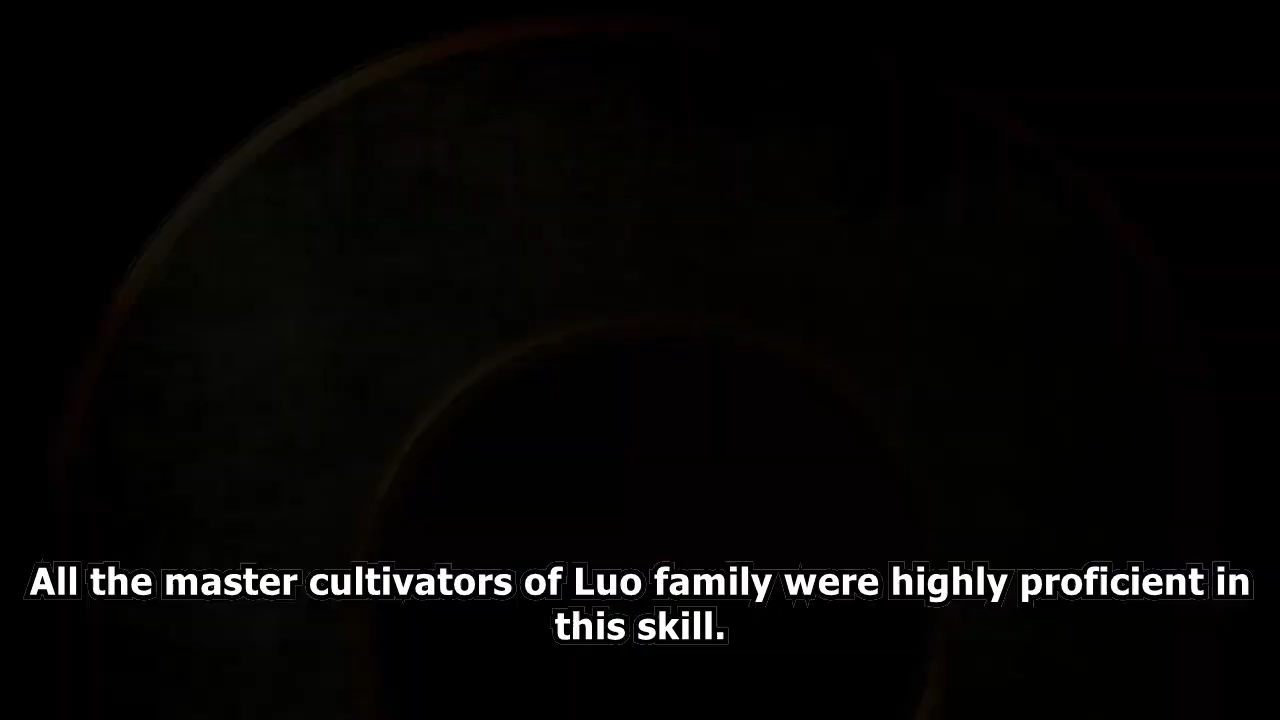 All the master cultivators of Luo family were highly proficient in
this skill.